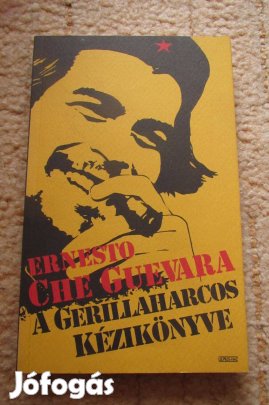 ERNESTO
CHE GUEVARA
A GERILLAHARCOS
KÉZIKÖNYVE
Jófogás